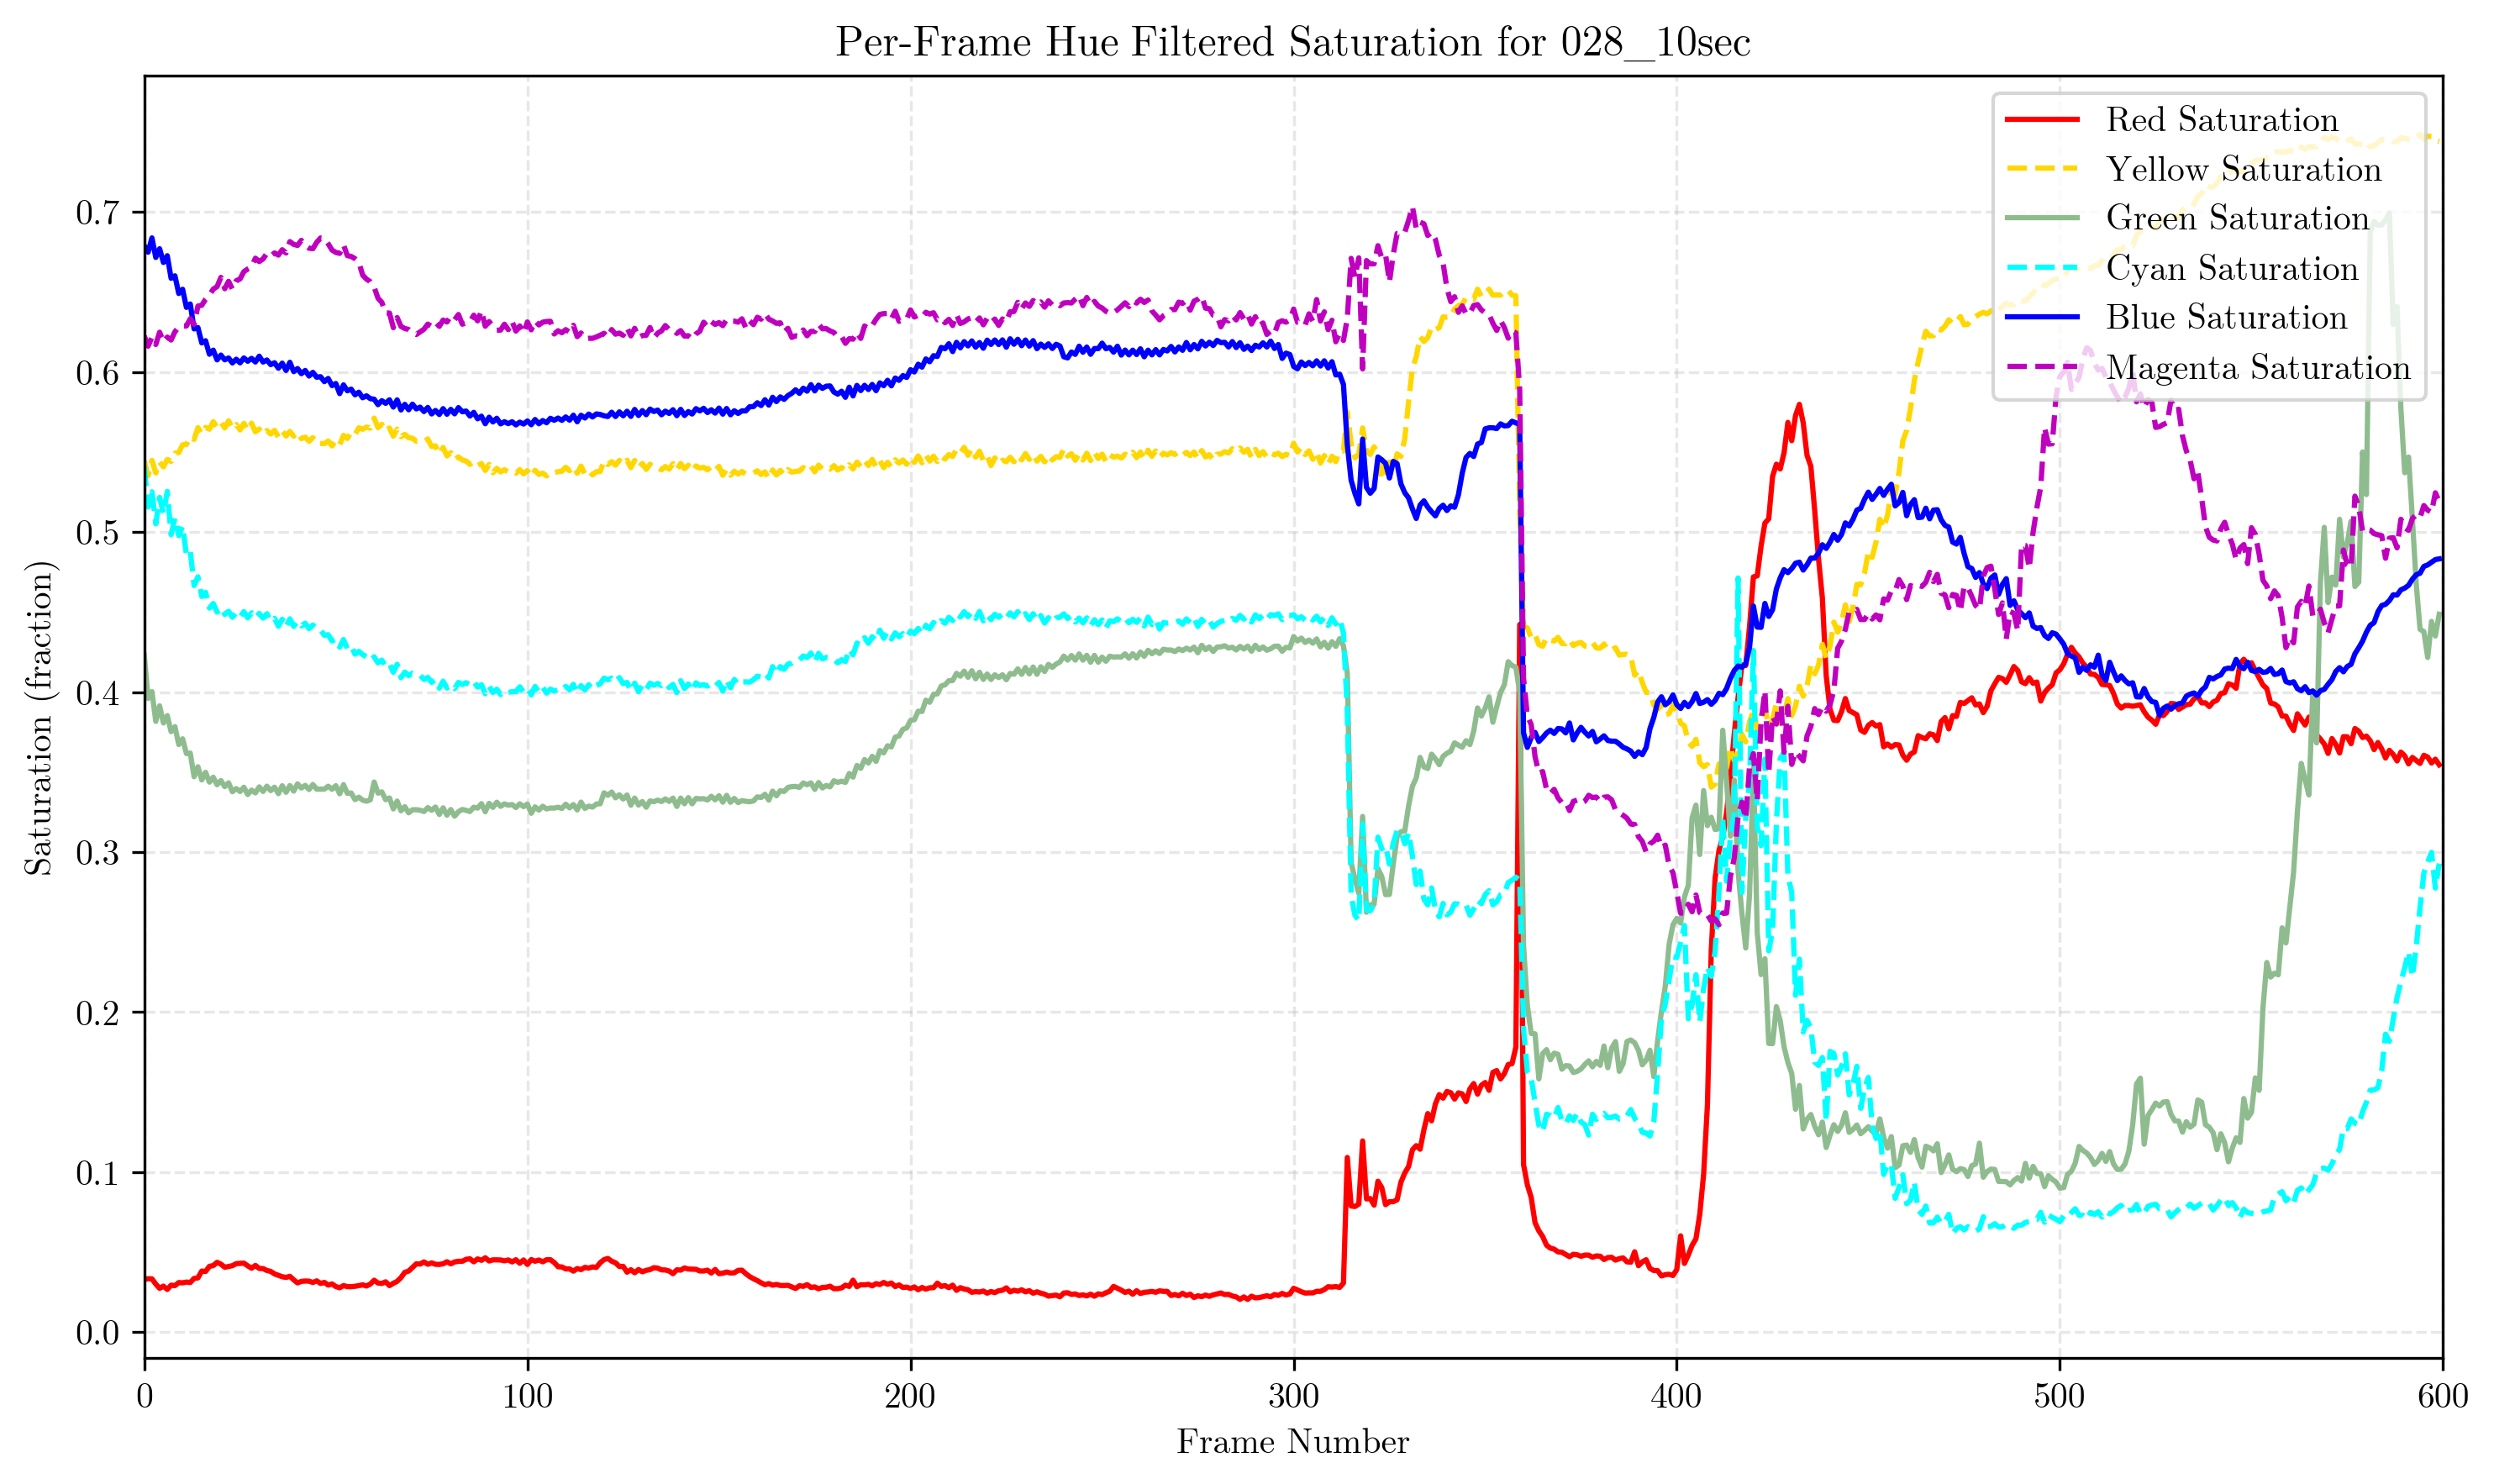 Per-Frame Hue Filtered Saturation for 028_10sec
Red Saturation
Yellow Saturation
Green Saturation
Cyan Saturation
Blue Saturation
Magenta Saturation
Saturation (fraction)
0.7
0.6
0.5
0.4
0.3
0.2
0.1
0.0
0 100 200 300 400 500 600
Frame Number